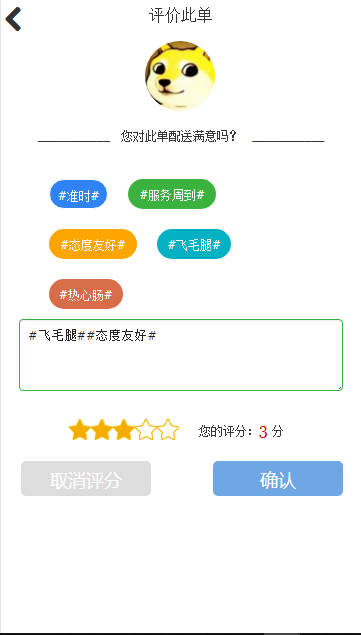 评价此单
您对此单配送满意吗？
#准时# #服务周到#
#态度友好# #飞毛腿#
#热心肠#
#飞毛腿##态度友好#
您的评分：3 分
取消评分 确认